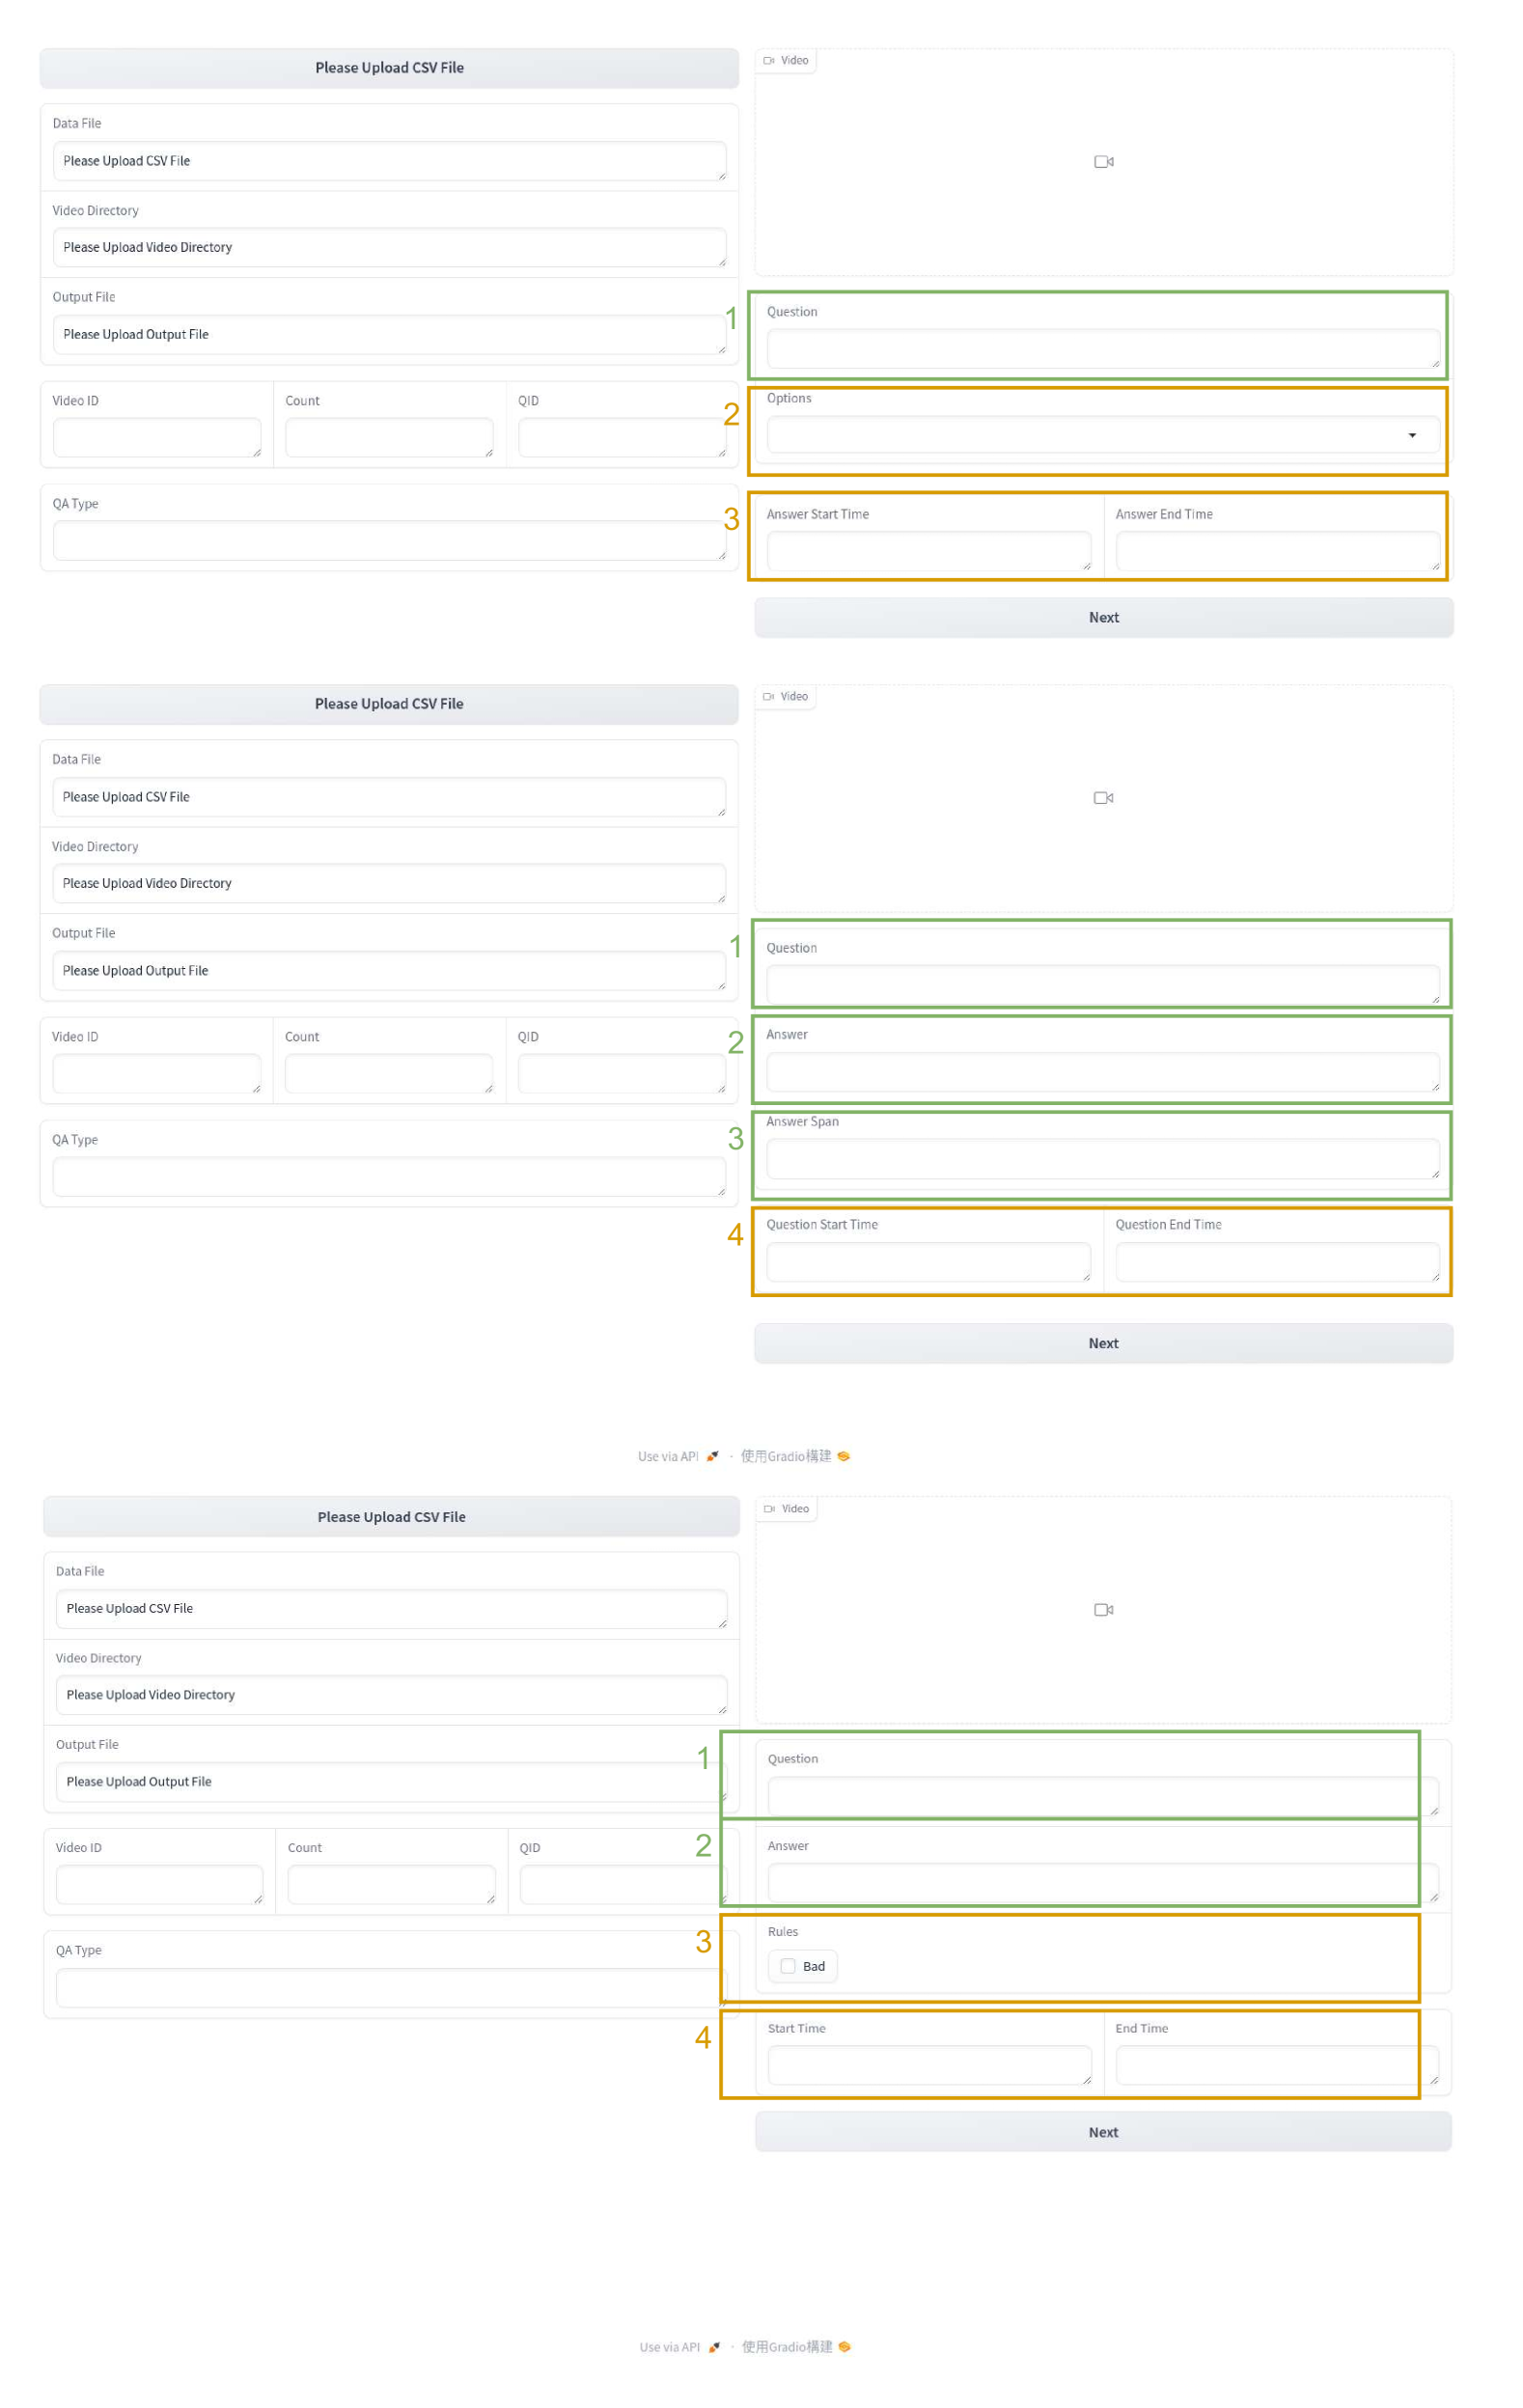 Please Upload CSV File
Data File
Please Upload CSV File
Video Directory
Please Upload Video Directory
Output File
Please Upload Output File
Video ID Count QID
QA Type
Video
1 Question
2 Options
3 Answer Start Time Answer End Time
Next
Please Upload CSV File
Data File
Please Upload CSV File
Video Directory
Please Upload Video Directory
Output File
Please Upload Output File
Video ID Count QID
QA Type
Video
1 Question
2 Answer
3 Answer Span
4 Question Start Time Question End Time
Next
Use via API · 使用Gradio構建
Please Upload CSV File
Data File
Please Upload CSV File
Video Directory
Please Upload Video Directory
Output File
Please Upload Output File
Video ID Count QID
QA Type
Video
1 Question
2 Answer
3 Rules
Bad
4 Start Time End Time
Next
Use via API · 使用Gradio構建